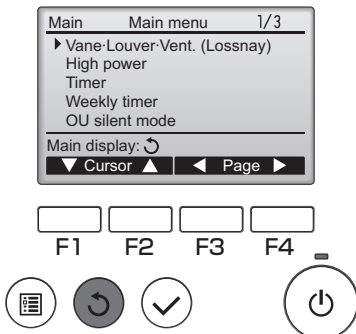 Main Main menu 1/3
Vane·Louver·Vent. (Lossnay)
High power
Timer
Weekly timer
OU silent mode
Main display:
Cursor Page
F1 F2 F3 F4